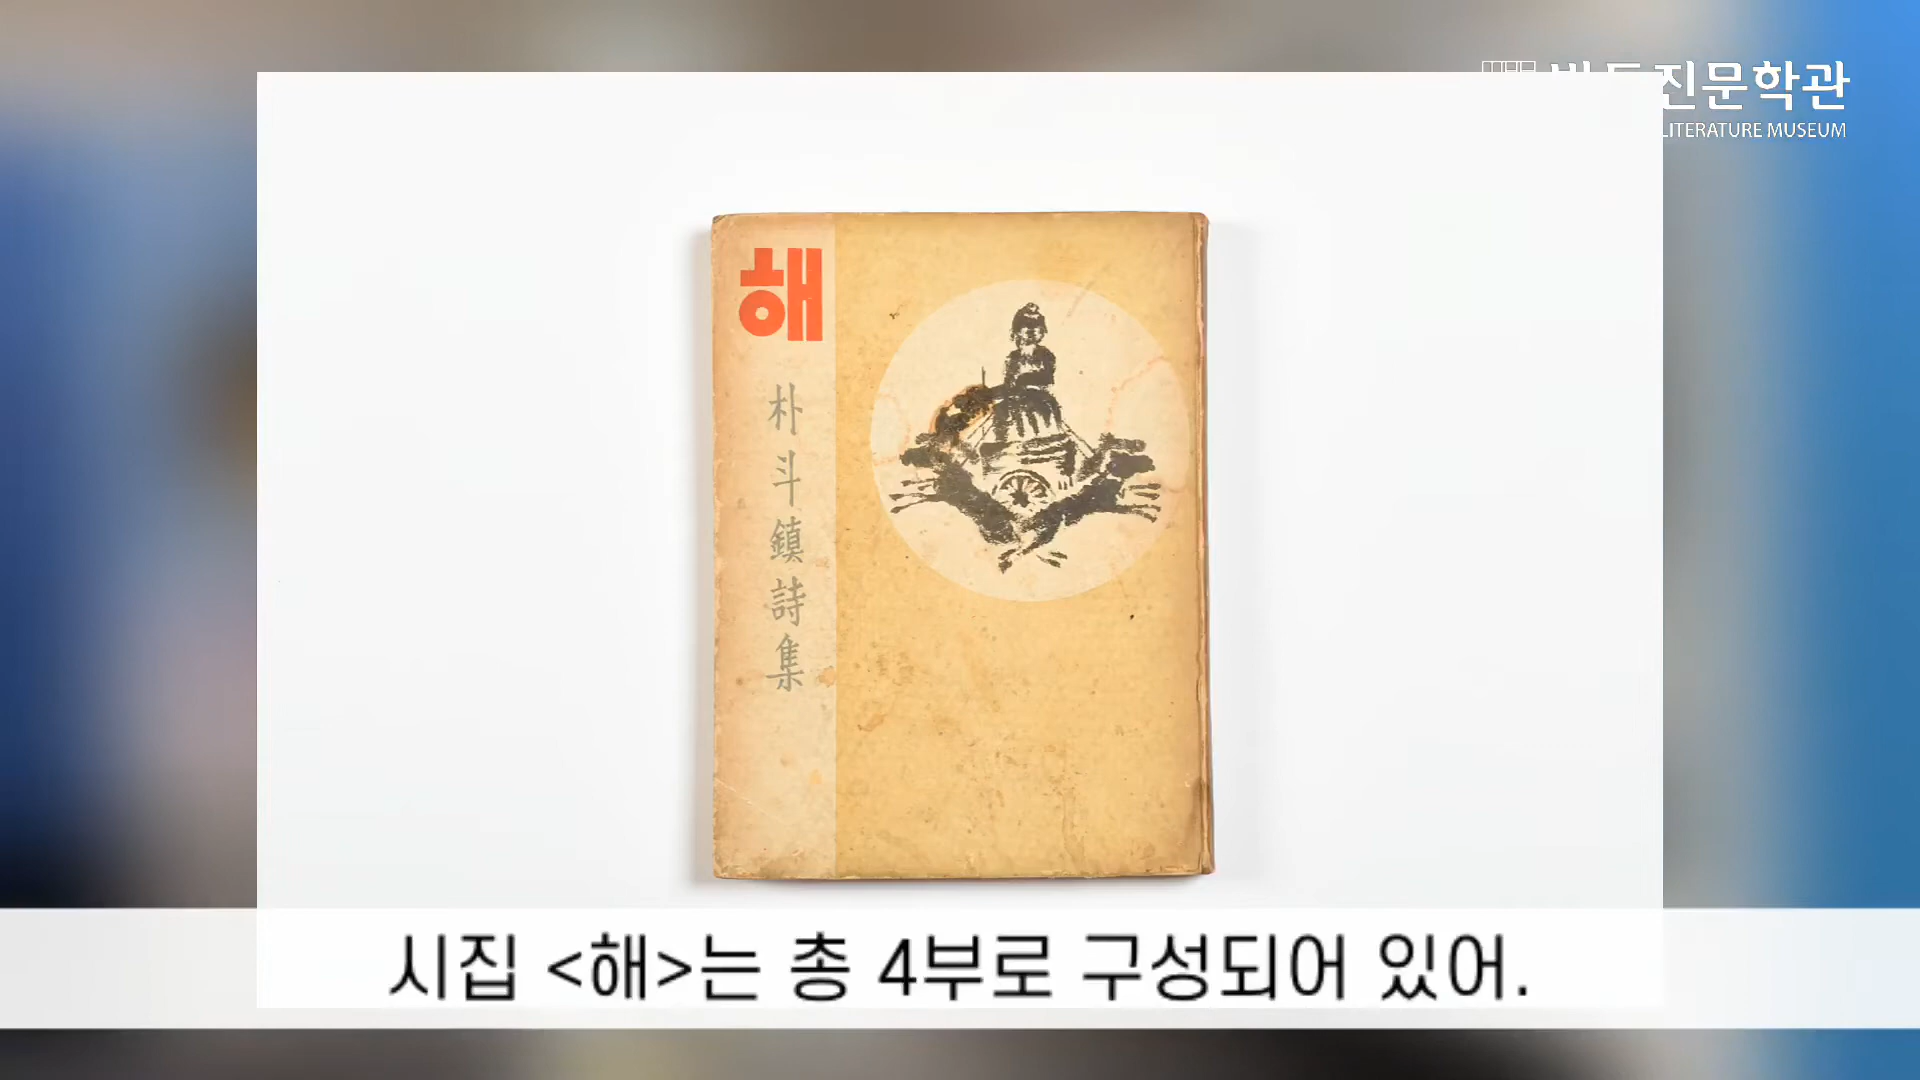 진문학관
LITERATURE MUSEUM
해
朴斗鎮詩集
시집 <해>는 총 4부로 구성되어 있어.